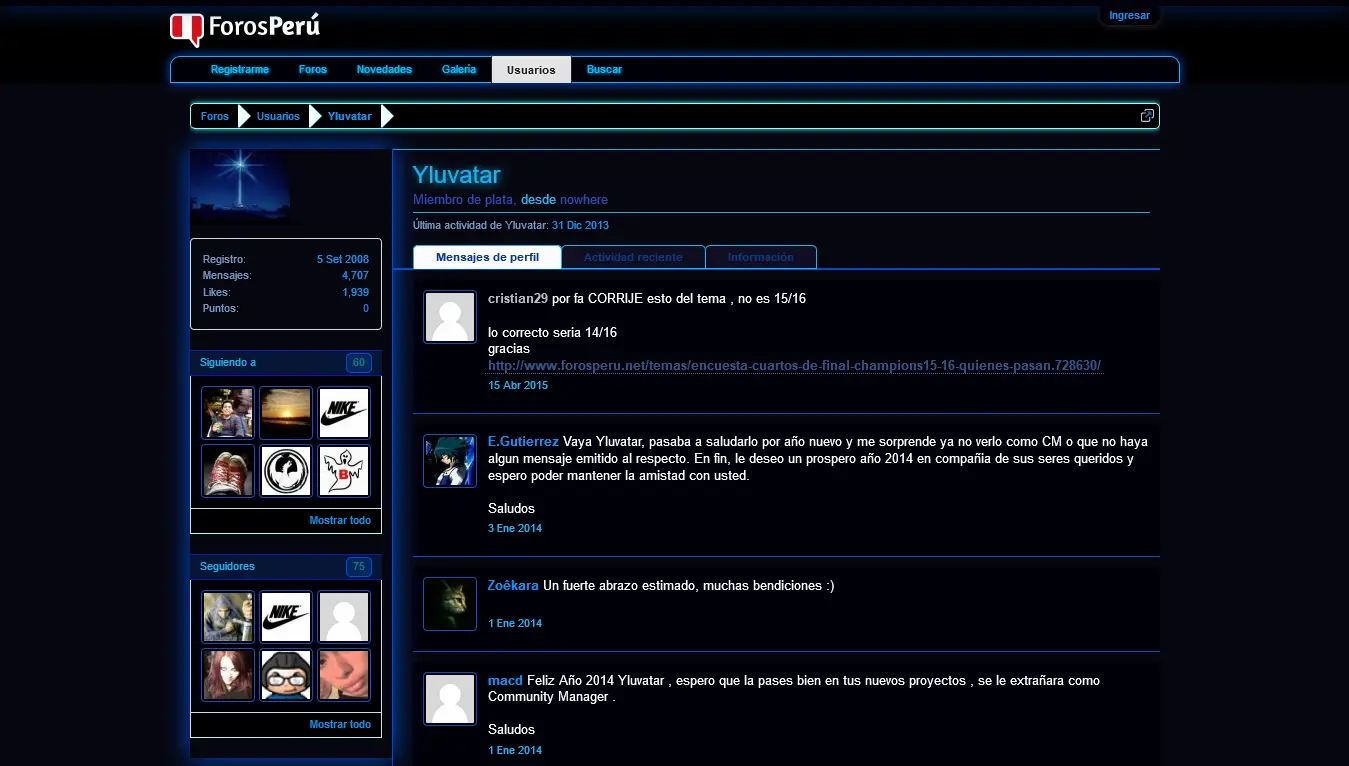 ForosPerú
Ingresar
Registrarme Foros Novedades Galería Usuarios Buscar
Foros Usuarios Yluvatar
Yluvatar
Miembro de plata, desde nowhere
Última actividad de Yluvatar: 31 Dic 2013
Mensajes de perfil Actividad reciente Información
Registro: 5 Set 2008
Mensajes: 4,707
Likes: 1,939
Puntos: 0
Siguiendo a 60
NIKE
B
Mostrar todo
Seguidores 75
NIKE
Mostrar todo
cristian29 por fa CORRIJE esto del tema , no es 15/16
lo correcto seria 14/16
gracias
http://www.forosperu.net/temas/encuesta-cuartos-de-final-champions15-16-quienes-pasan.728630/
15 Abr 2015
E.Gutierrez Vaya Yluvatar, pasaba a saludarlo por año nuevo y me sorprende ya no verlo como CM o que no haya
algun mensaje emitido al respecto. En fin, le deseo un prospero año 2014 en compañia de sus seres queridos y
espero poder mantener la amistad con usted.
Saludos
3 Ene 2014
Zoêkara Un fuerte abrazo estimado, muchas bendiciones :)
1 Ene 2014
macd Feliz Año 2014 Yluvatar , espero que la pases bien en tus nuevos proyectos , se le extrañara como
Community Manager .
Saludos
1 Ene 2014